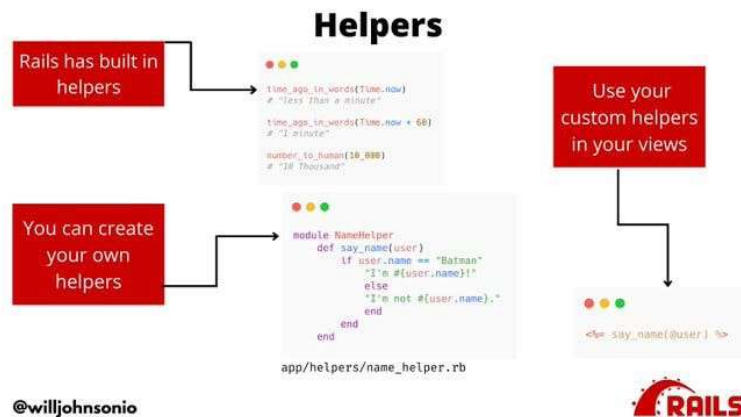 Helpers
Rails has built in
helpers
time_ago_in_words(Time.now)
# "less than a minute"
time_ago_in_words(Time.now + 60)
# "1 minute"
number_to_human(10_000)
# "10 Thousand"
Use your
custom helpers
in your views
You can create
your own
helpers
module NameHelper
def say_name(user)
if user.name == "Batman"
"I'm #{user.name}!"
else
"I'm not #{user.name}."
end
end
end
app/helpers/name_helper.rb
<%= say_name(@user) %>
@willjohnsonio
RAILS